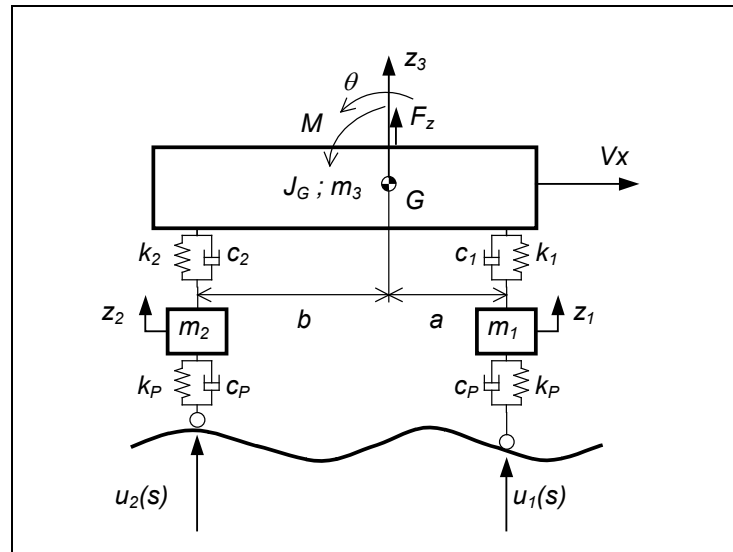 z3
θ
M
Fz
Vx
JG ; m3
G
k2
c2
c1
k1
z2
z1
m2
b
a
m1
kP
cP
cP
kP
u2(s)
u1(s)